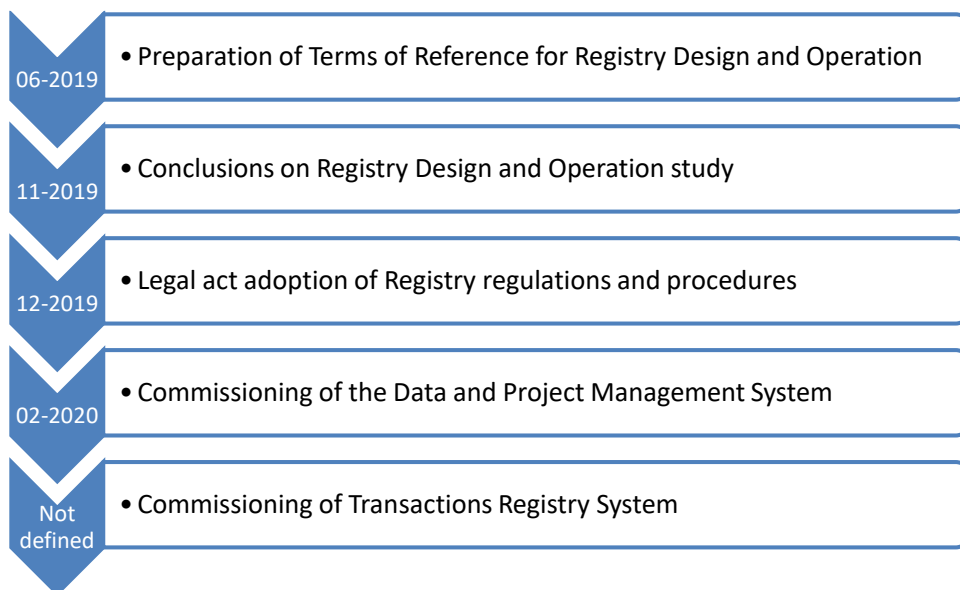 06-2019
• Preparation of Terms of Reference for Registry Design and Operation
11-2019
• Conclusions on Registry Design and Operation study
12-2019
• Legal act adoption of Registry regulations and procedures
02-2020
• Commissioning of the Data and Project Management System
Not
defined
• Commissioning of Transactions Registry System